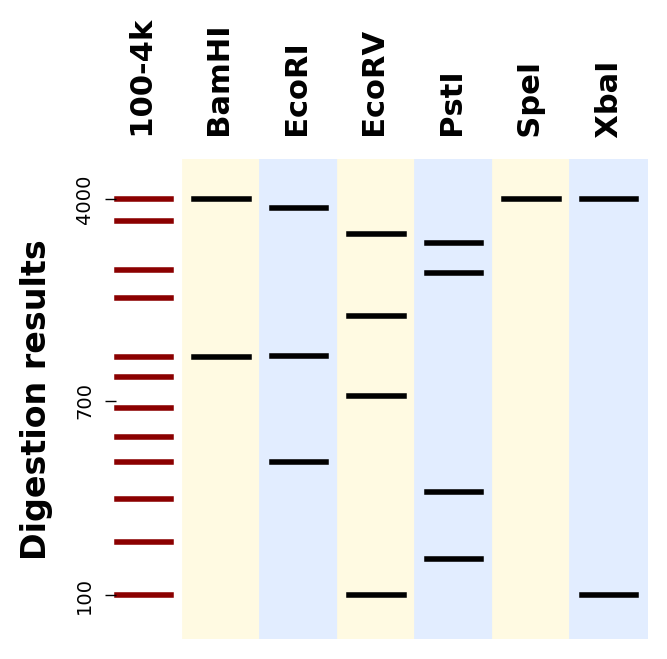 100-4k
BamHI
EcoRI
EcoRV
PstI
SpeI
XbaI
4000
700
100
Digestion results